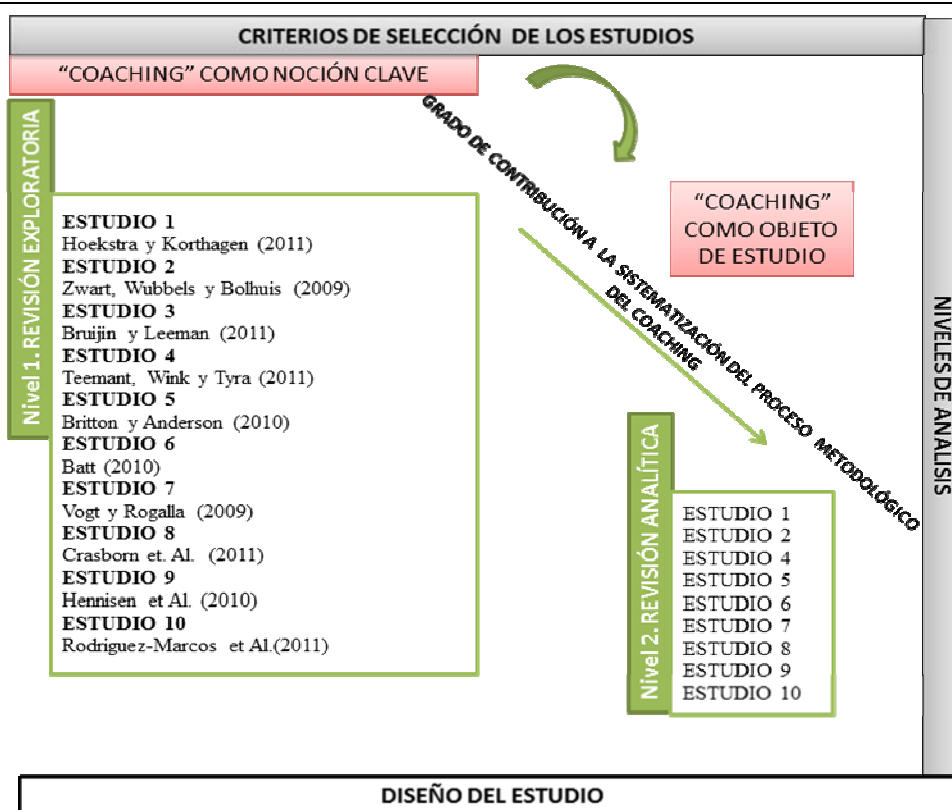 CRITERIOS DE SELECCIÓN DE LOS ESTUDIOS
“COACHING” COMO NOCIÓN CLAVE
Nivel 1. REVISIÓN EXPLORATORIA
ESTUDIO 1
Hoekstra y Korthagen (2011)
ESTUDIO 2
Zwart, Wubbels y Bolhuis (2009)
ESTUDIO 3
Bruijin y Leeman (2011)
ESTUDIO 4
Teemant, Wink y Tyra (2011)
ESTUDIO 5
Britton y Anderson (2010)
ESTUDIO 6
Batt (2010)
ESTUDIO 7
Vogt y Rogalla (2009)
ESTUDIO 8
Crasborn et. Al. (2011)
ESTUDIO 9
Hennisen et Al. (2010)
ESTUDIO 10
Rodriguez-Marcos et Al.(2011)
GRADO DE CONTRIBUCIÓN A LA SISTEMATIZACIÓN DEL PROCESO METODOLÓGICO
DEL COACHING
“COACHING”
COMO OBJETO
DE ESTUDIO
Nivel 2. REVISIÓN ANALÍTICA
ESTUDIO 1
ESTUDIO 2
ESTUDIO 4
ESTUDIO 5
ESTUDIO 6
ESTUDIO 7
ESTUDIO 8
ESTUDIO 9
ESTUDIO 10
NIVELES DE ANALISIS
DISEÑO DEL ESTUDIO